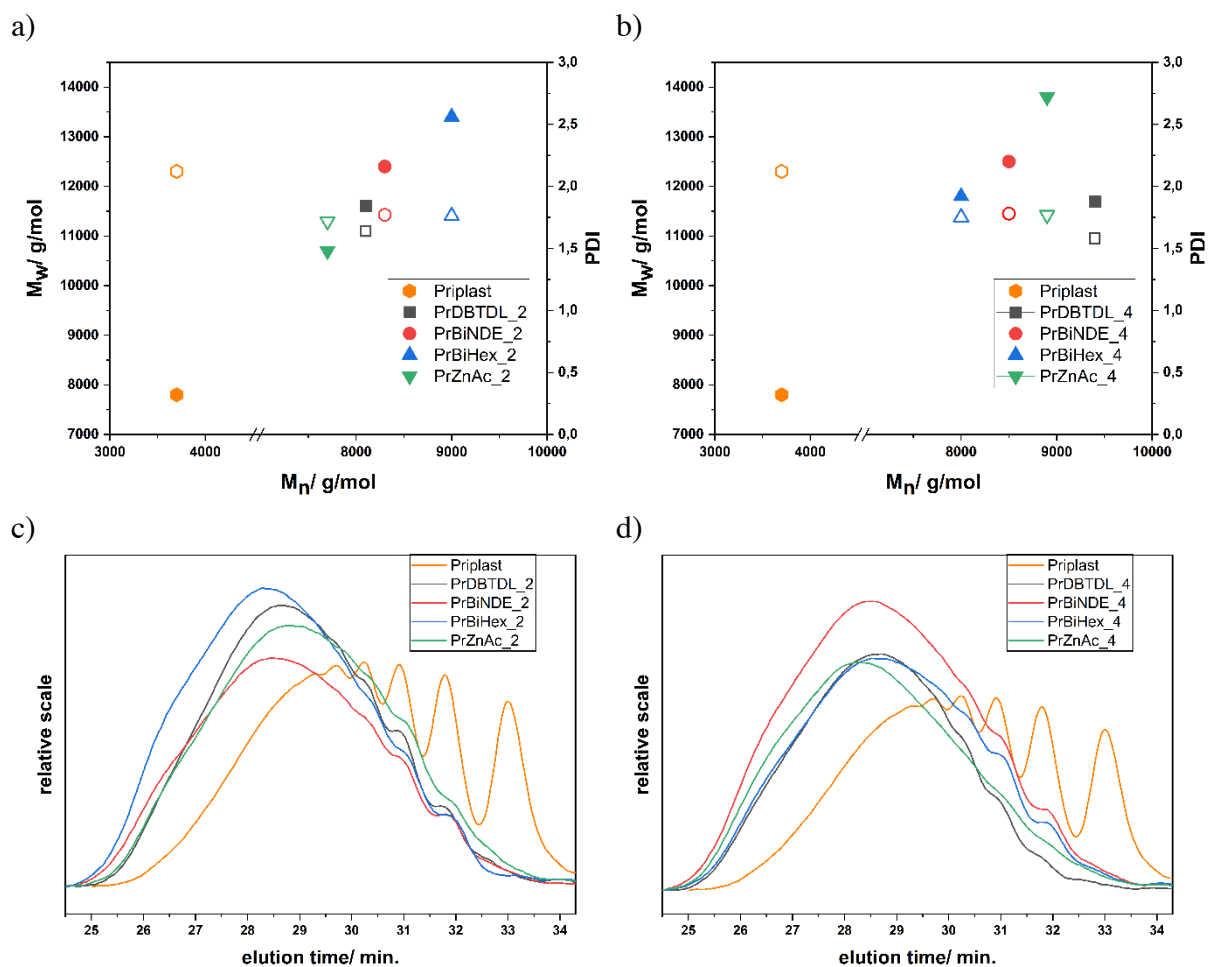 a)
14000
13000
12000
11000
10000
9000
8000
7000
Mw/ g/mol
3,0
2,5
2,0
1,5
1,0
0,5
0,0
PDI
Priplast
PrDBTDL_2
PrBiNDE_2
PrBiHex_2
PrZnAc_2
3000
4000
8000
9000
10000
Mn/ g/mol
b)
14000
13000
12000
11000
10000
9000
8000
7000
Mw/ g/mol
3,0
2,5
2,0
1,5
1,0
0,5
0,0
PDI
Priplast
PrDBTDL_4
PrBiNDE_4
PrBiHex_4
PrZnAc_4
3000
4000
8000
9000
10000
Mn/ g/mol
c)
relative scale
Priplast
PrDBTDL_2
PrBiNDE_2
PrBiHex_2
PrZnAc_2
25 26 27 28 29 30 31 32 33 34
elution time/ min.
d)
relative scale
Priplast
PrDBTDL_4
PrBiNDE_4
PrBiHex_4
PrZnAc_4
25 26 27 28 29 30 31 32 33 34
elution time/ min.